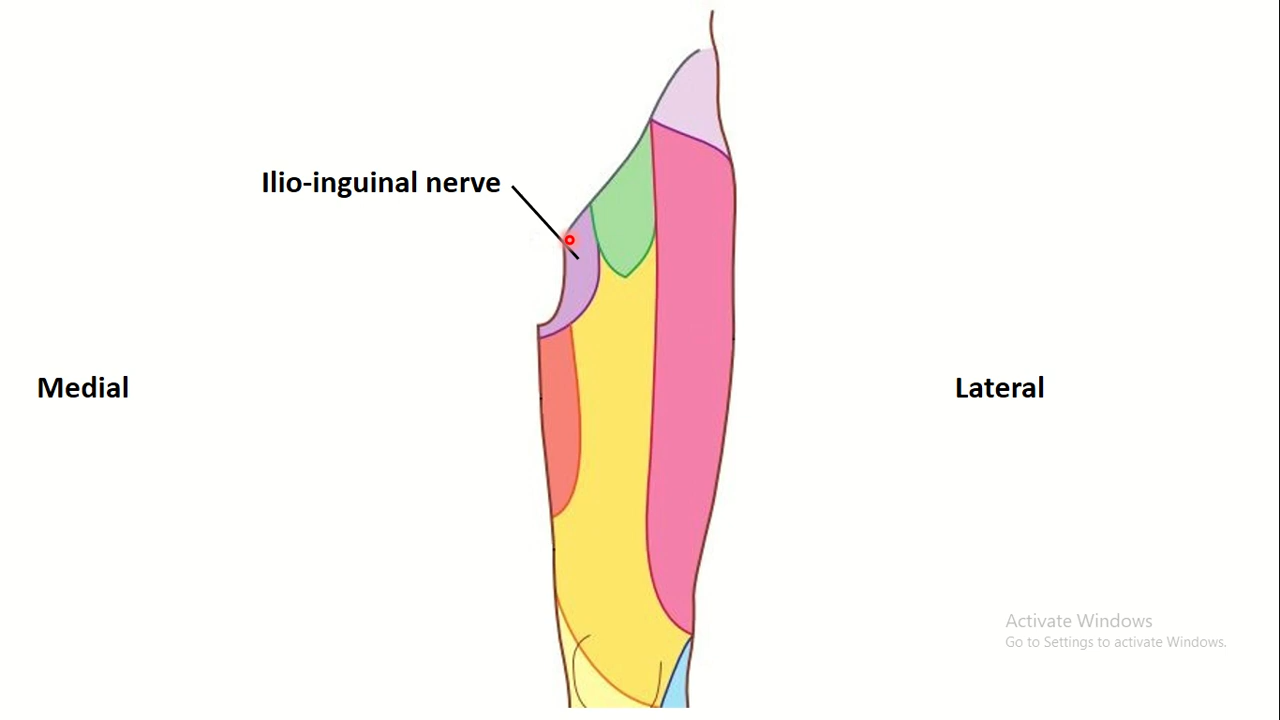 Ilio-inguinal nerve
Medial
Lateral
Activate Windows
Go to Settings to activate Windows.